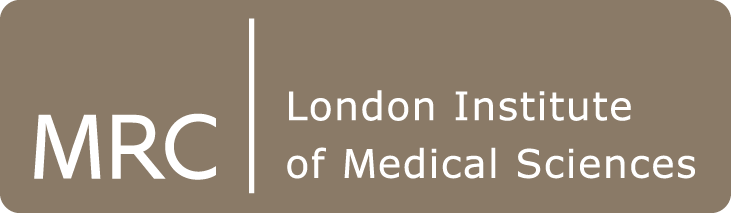 MRC
London Institute
of Medical Sciences